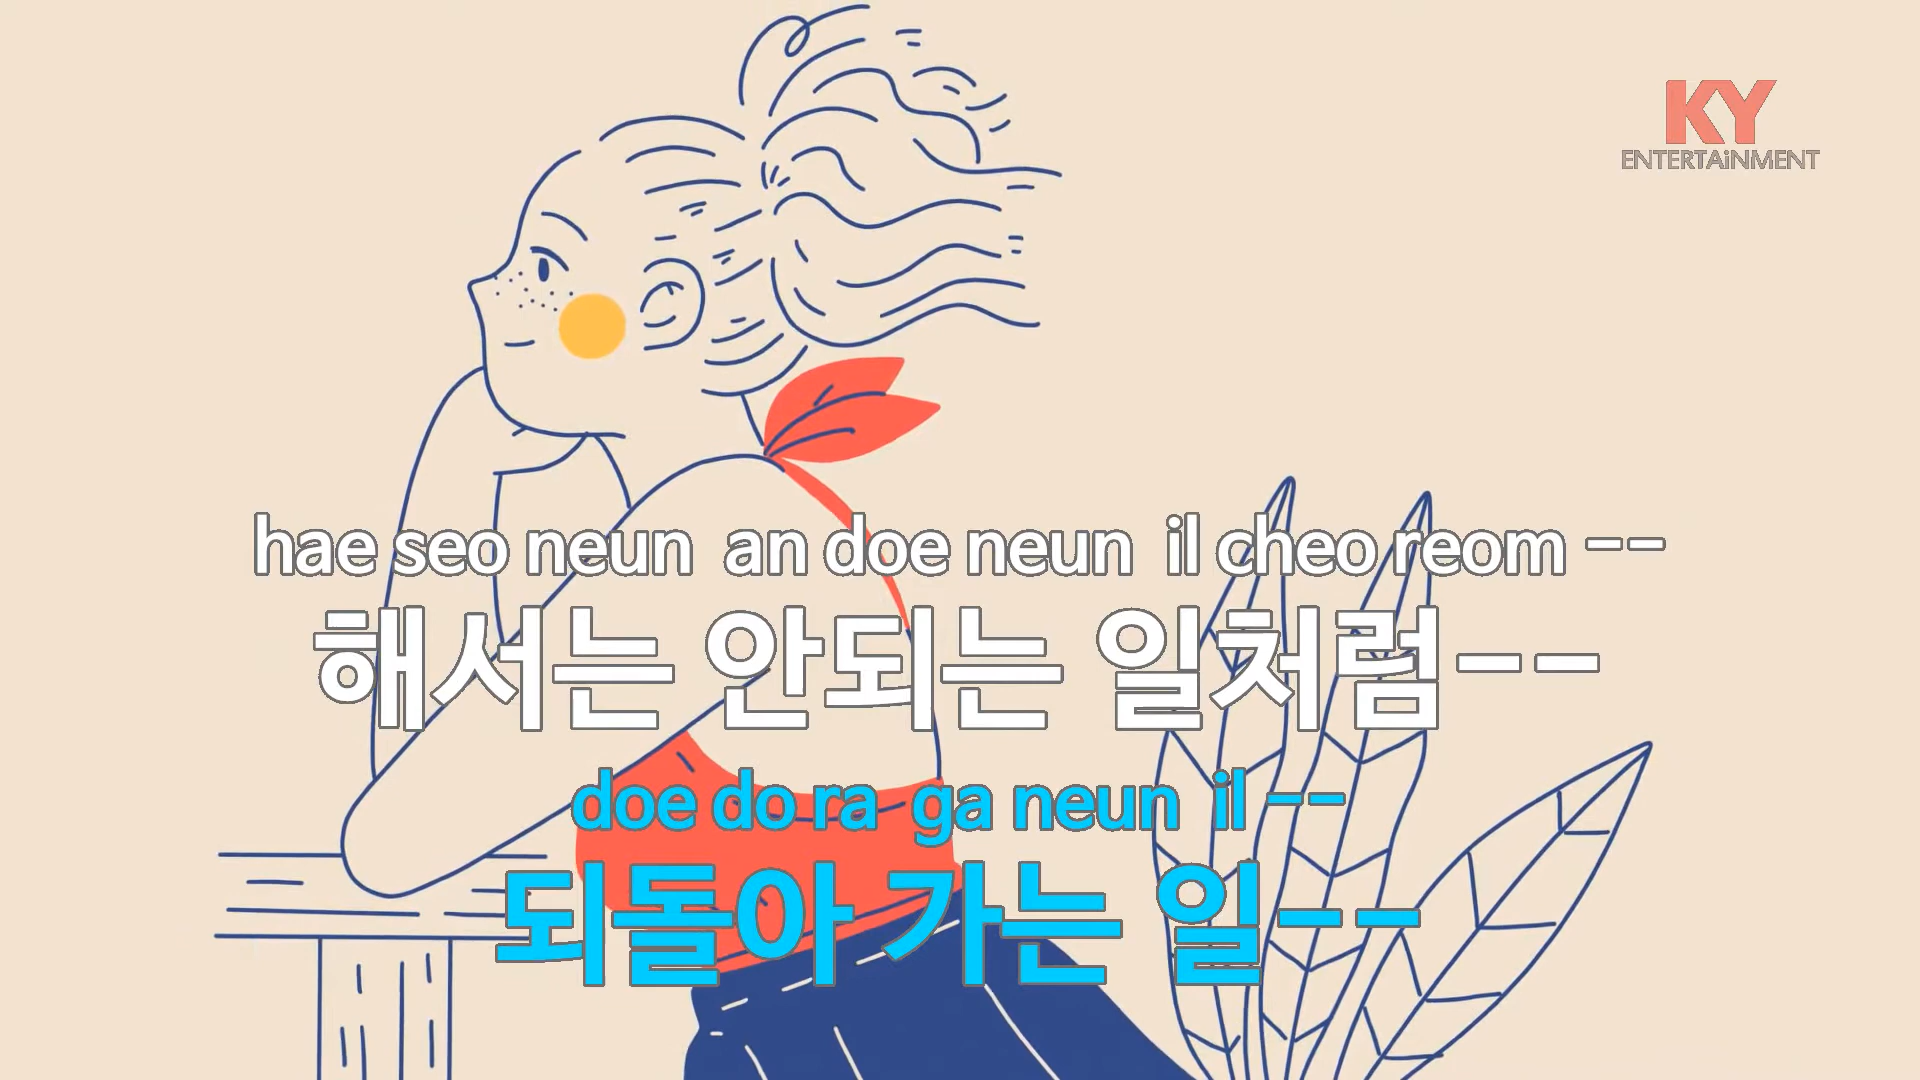 KY
ENTERTAiNMENT
hae seo neun an doe neun il cheo reom --
해서는 안되는 일처럼--
doe do ra ga neun il --
되돌아 가는 일--